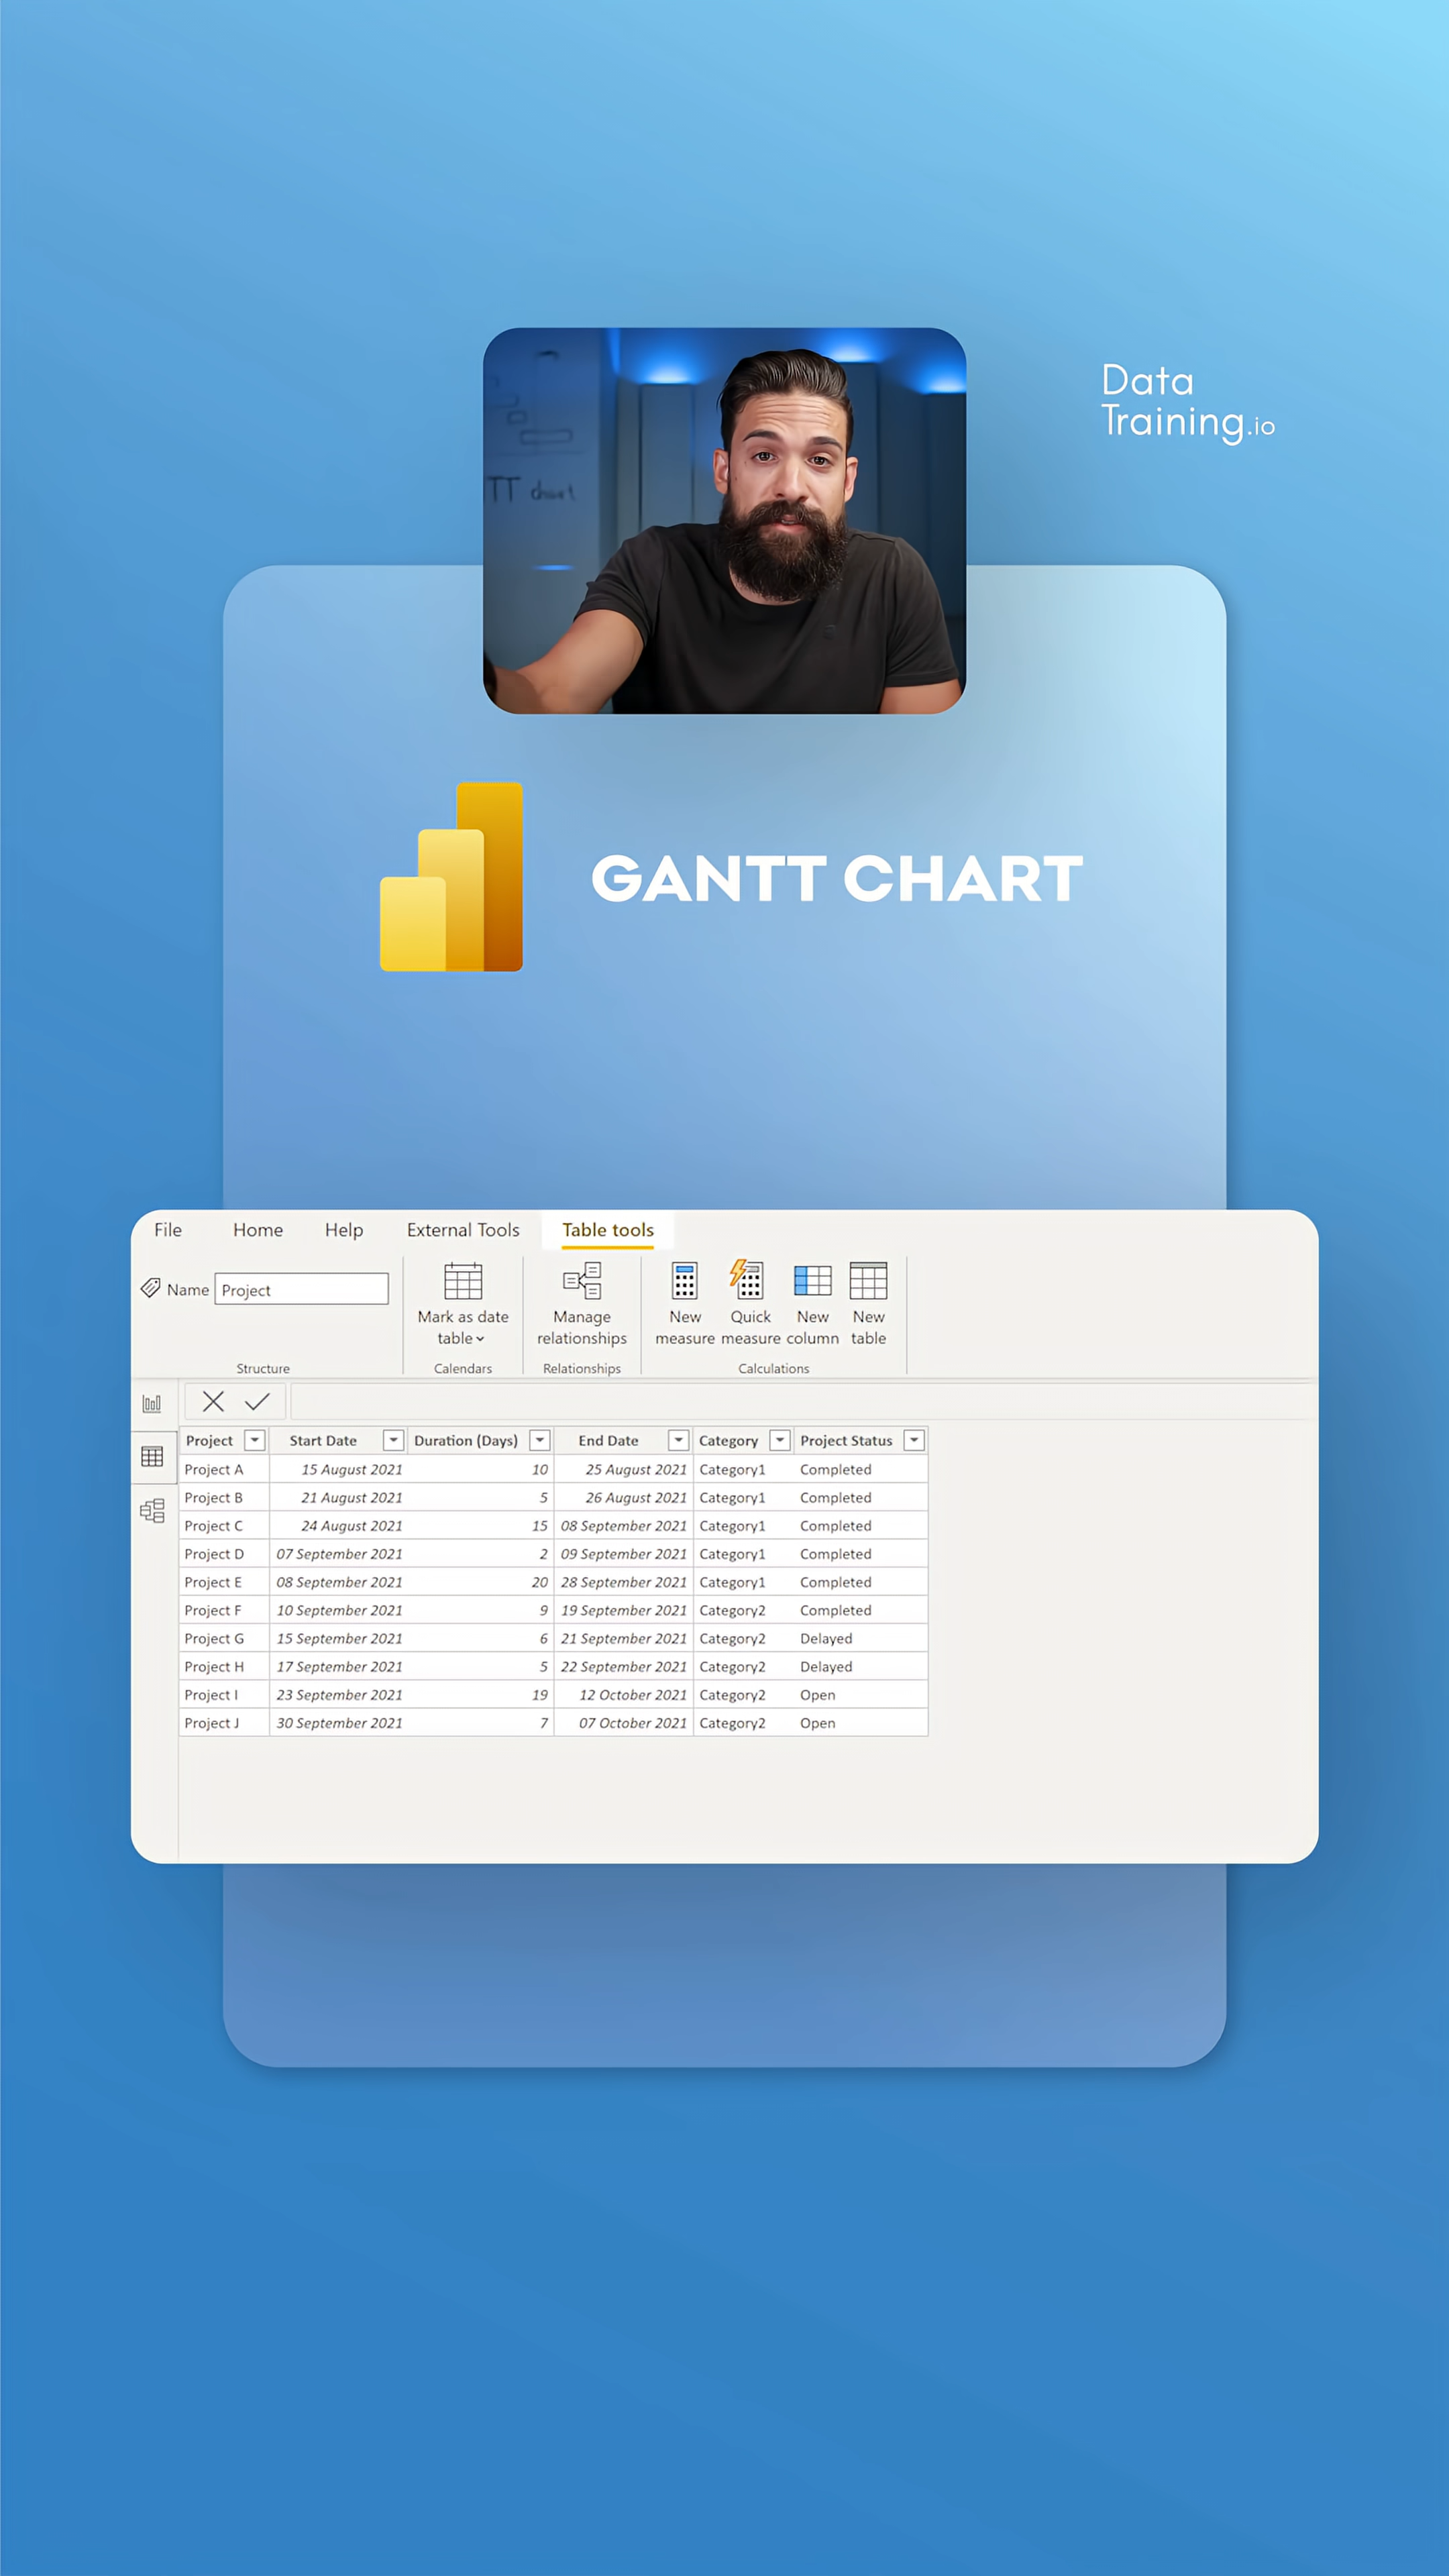 Data
Training.io
TT chart
GANTT CHART
File Home Help External Tools Table tools
Name Project
Mark as date table
Manage relationships
New measure
Quick measure
New column
New table
Structure Calendars Relationships Calculations
Project Start Date Duration (Days) End Date Category Project Status
Project A 15 August 2021 10 25 August 2021 Category1 Completed
Project B 21 August 2021 5 26 August 2021 Category1 Completed
Project C 24 August 2021 15 08 September 2021 Category1 Completed
Project D 07 September 2021 2 09 September 2021 Category1 Completed
Project E 08 September 2021 20 28 September 2021 Category1 Completed
Project F 10 September 2021 9 19 September 2021 Category2 Completed
Project G 15 September 2021 6 21 September 2021 Category2 Delayed
Project H 17 September 2021 5 22 September 2021 Category2 Delayed
Project I 23 September 2021 19 12 October 2021 Category2 Open
Project J 30 September 2021 7 07 October 2021 Category2 Open